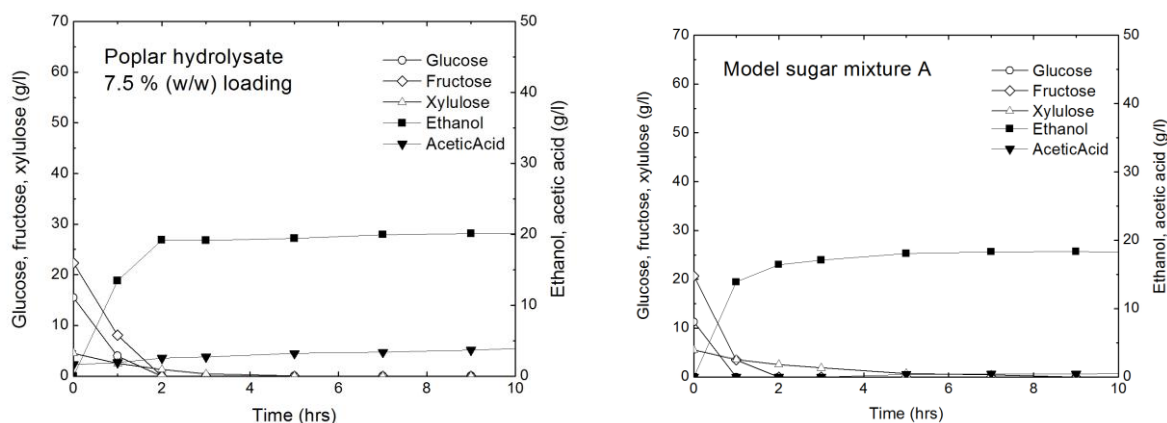 70
60
50
40
30
20
10
0
Glucose, fructose, xylulose (g/l)
Poplar hydrolysate
7.5 % (w/w) loading
Glucose
Fructose
Xylulose
Ethanol
AceticAcid
50
40
30
20
10
0
Ethanol, acetic acid (g/l)
0 2 4 6 8 10
Time (hrs)
70
60
50
40
30
20
10
0
Glucose, fructose, xylulose (g/l)
Model sugar mixture A
Glucose
Fructose
Xylulose
Ethanol
AceticAcid
50
40
30
20
10
0
Ethanol, acetic acid (g/l)
0 2 4 6 8 10
Time (hrs)